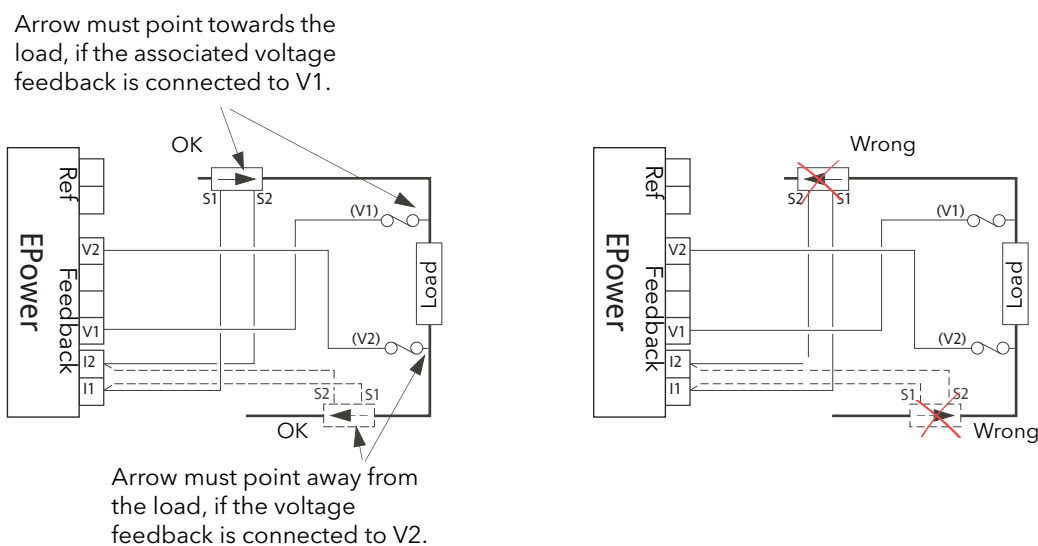 Arrow must point towards the
load, if the associated voltage
feedback is connected to V1.
OK
S1 S2
(V1)
Ref
V2
EPower
Feedback
Load
V1
(V2)
I2
I1
S2 S1
OK
Arrow must point away from
the load, if the voltage
feedback is connected to V2.
Wrong
S2 S1
(V1)
Ref
V2
EPower
Feedback
Load
V1
(V2)
I2
I1
S1 S2
Wrong